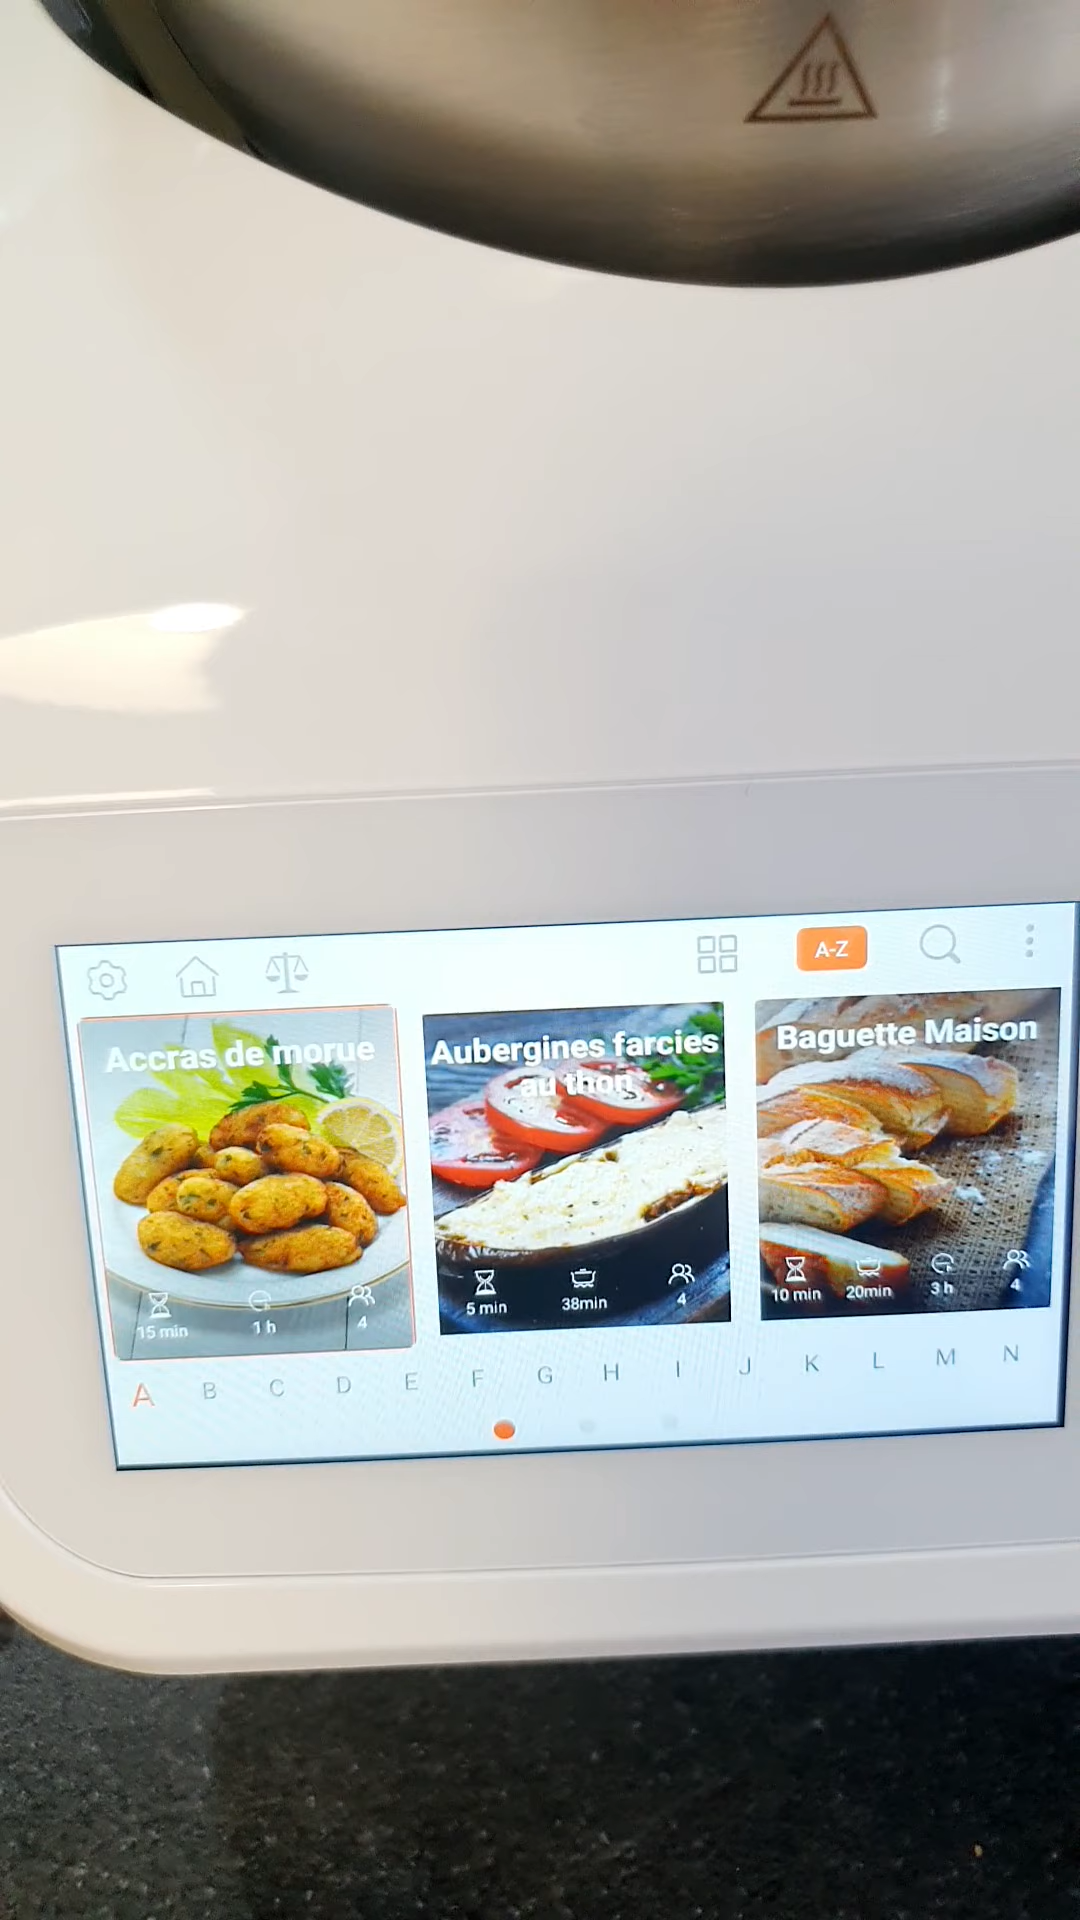 A-Z
Accras de morue
15 min
1 h
4
Aubergines farcies
au thon
5 min
38min
4
Baguette Maison
10 min
20min
3 h
4
A B C D E F G H I J K L M N